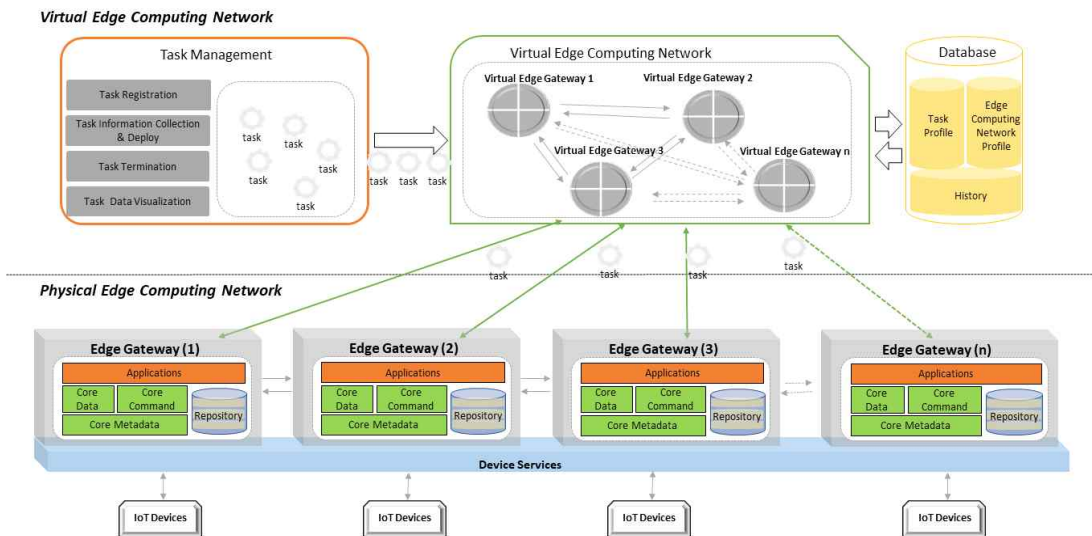 Virtual Edge Computing Network
Task Management
Task Registration
Task Information Collection
& Deploy
Task Termination
Task Data Visualization
task
task
task
task
task
task
task
task
Virtual Edge Computing Network
Virtual Edge Gateway 1
Virtual Edge Gateway 2
Virtual Edge Gateway 3
Virtual Edge Gateway n
Database
Task
Profile
Edge
Computing
Network
Profile
History
task
task
task
task
Physical Edge Computing Network
Edge Gateway (1)
Applications
Core
Data
Core
Command
Repository
Core Metadata
Edge Gateway (2)
Applications
Core
Data
Core
Command
Repository
Core Metadata
Edge Gateway (3)
Applications
Core
Data
Core
Command
Repository
Core Metadata
Edge Gateway (n)
Applications
Core
Data
Core
Command
Repository
Core Metadata
Device Services
IoT Devices
IoT Devices
IoT Devices
IoT Devices